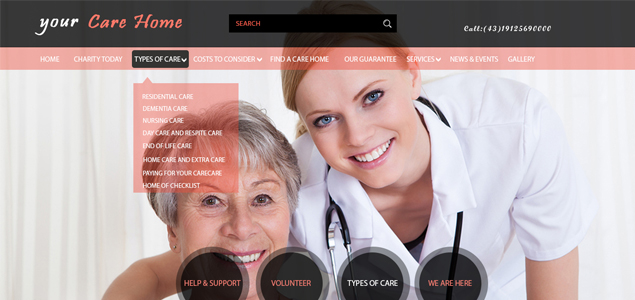 your Care Home
SEARCH
Call:(43)19125690000
HOME CHARITY TODAY TYPES OF CARE COSTS TO CONSIDER FIND A CARE HOME OUR GUARANTEE SERVICES NEWS & EVENTS GALLERY
RESIDENTIAL CARE
DEMENTIA CARE
NURSING CARE
DAY CARE AND RESPITE CARE
END OF LIFE CARE
HOME CARE AND EXTRA CARE
PAYING FOR YOUR CARECARE
HOME OF CHECKLIST
HELP & SUPPORT VOLUNTEER TYPES OF CARE WE ARE HERE